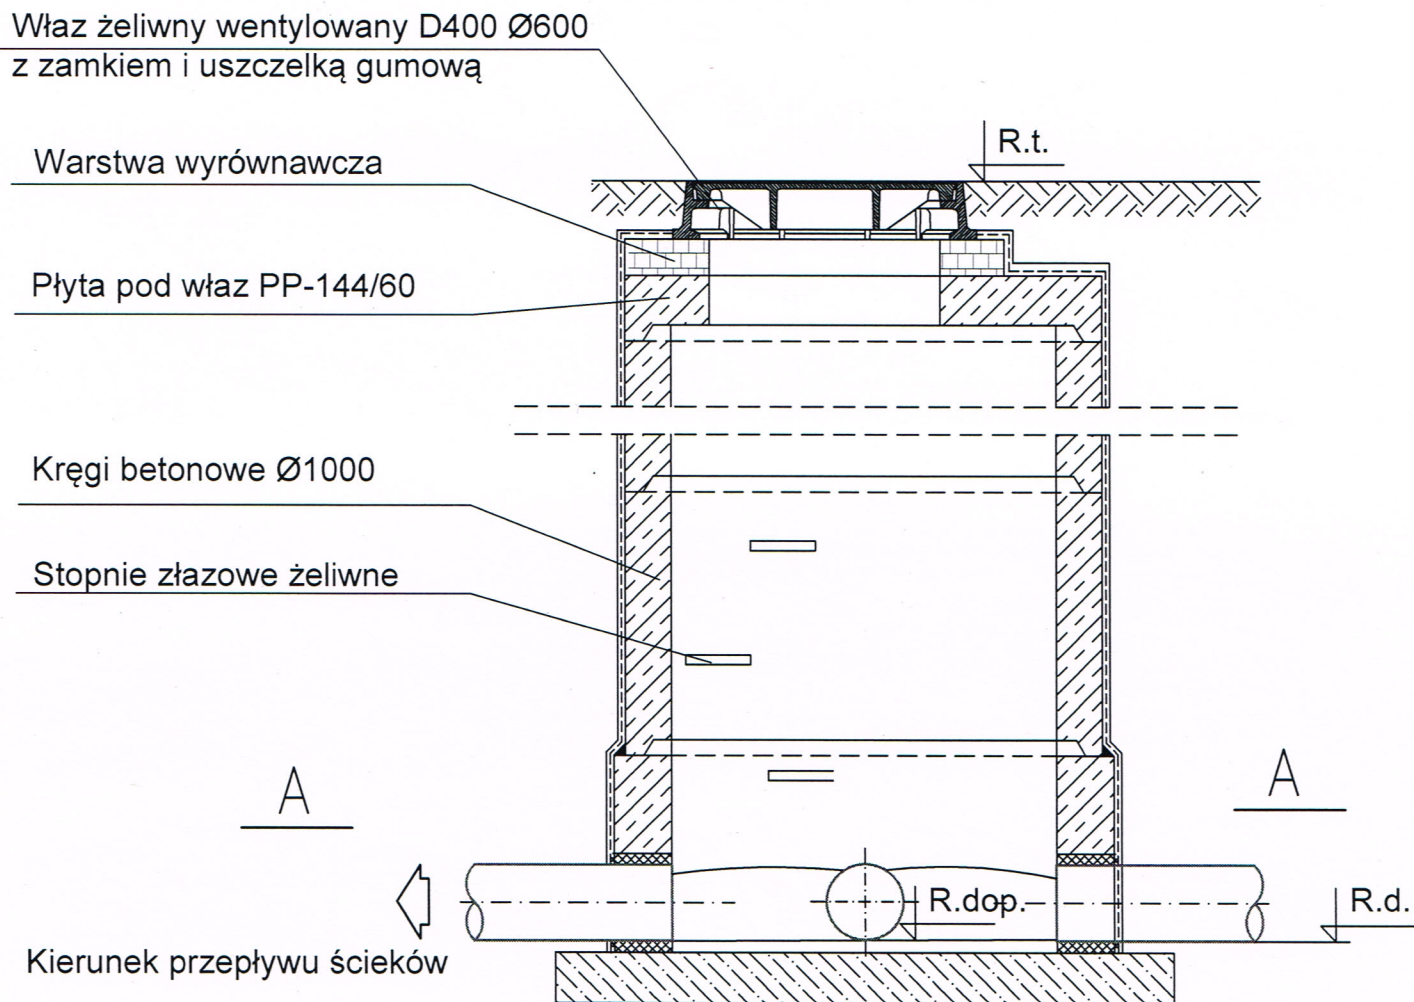 Właz żeliwny wentylowany D400 Ø600
z zamkiem i uszczelką gumową
R.t.
Warstwa wyrównawcza
Płyta pod właz PP-144/60
Kręgi betonowe Ø1000
Stopnie złazowe żeliwne
A
A
R.dop.
R.d.
Kierunek przepływu ścieków